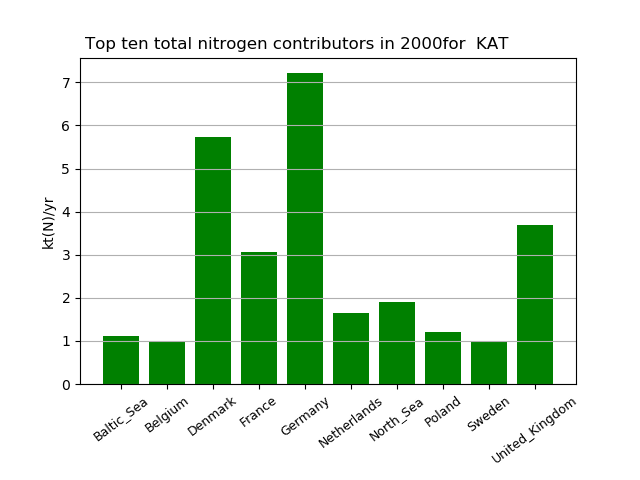 Top ten total nitrogen contributors in 2000for  KAT
kt(N)/yr
7
6
5
4
3
2
1
0
Baltic_Sea
Belgium
Denmark
France
Germany
Netherlands
North_Sea
Poland
Sweden
United_Kingdom